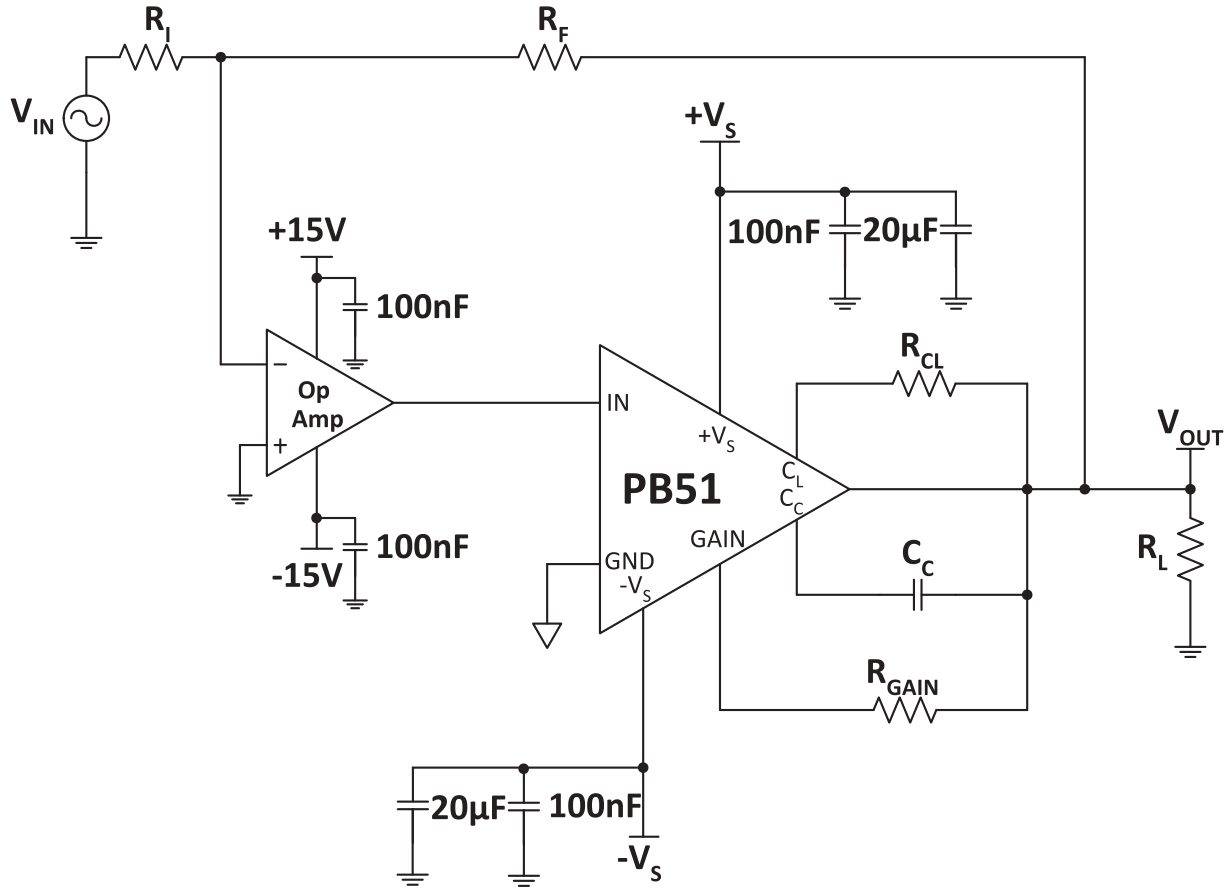 R_I
R_F
V_IN
+V_S
100nF
20µF
+15V
100nF
R_CL
Op
Amp
−
+
IN
+V_S
V_OUT
C_L
PB51
C_C
GAIN
100nF
-15V
GND
-V_S
C_C
R_L
R_GAIN
20µF
100nF
-V_S